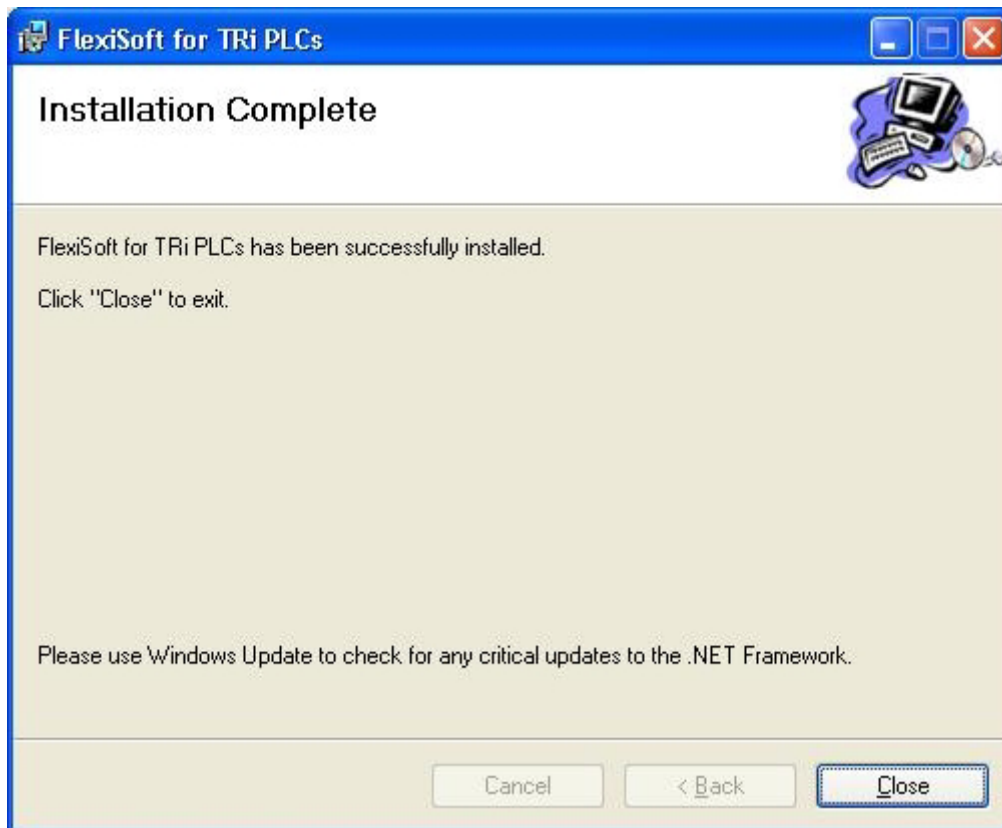 FlexiSoft for TRi PLCs
Installation Complete
FlexiSoft for TRi PLCs has been successfully installed.
Click "Close" to exit.
Please use Windows Update to check for any critical updates to the .NET Framework.
Cancel
< Back
Close